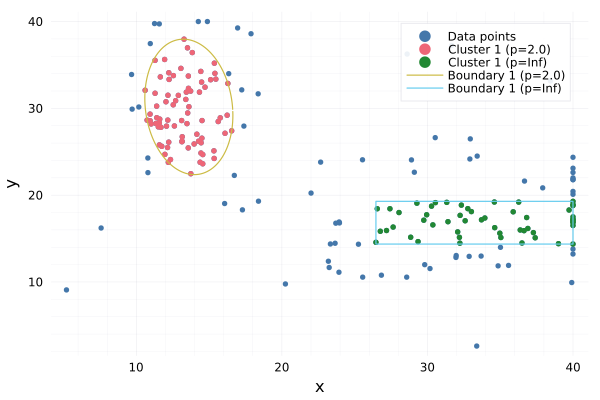 40
30
20
10
y
10
20
30
40
x
Data points
Cluster 1 (p=2.0)
Cluster 1 (p=Inf)
Boundary 1 (p=2.0)
Boundary 1 (p=Inf)